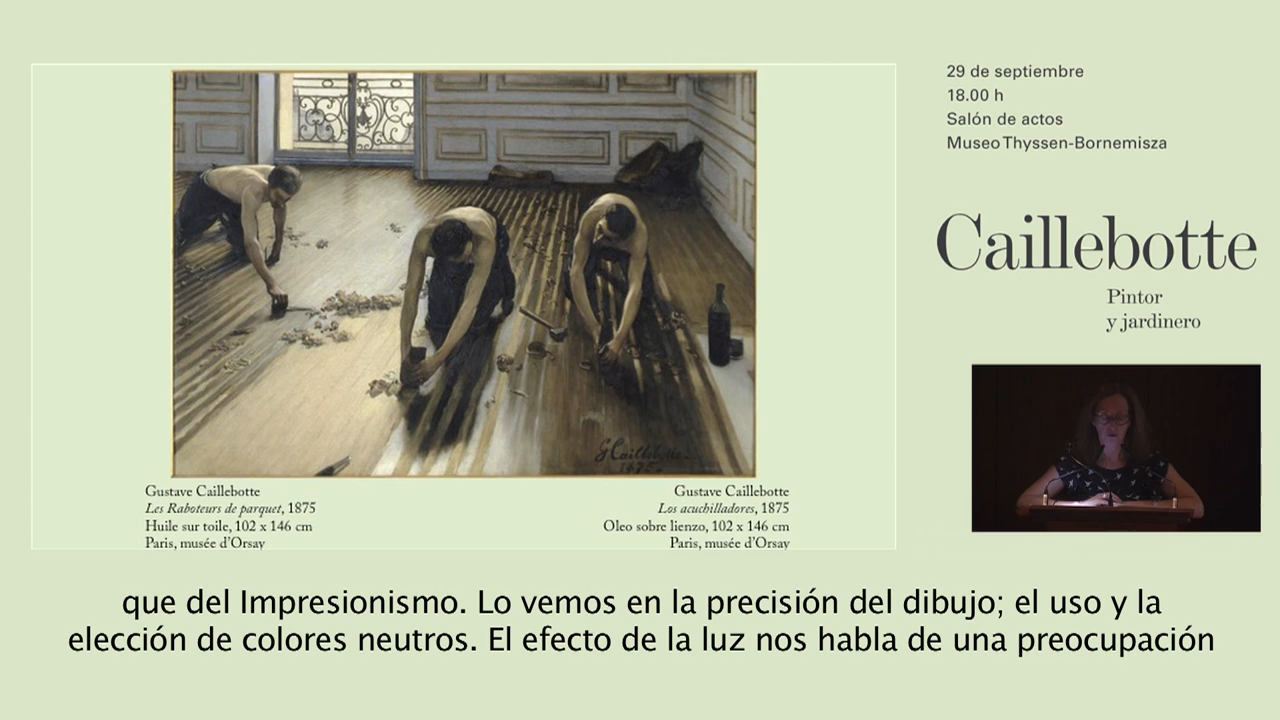 29 de septiembre
18.00 h
Salón de actos
Museo Thyssen-Bornemisza
Caillebotte
Pintor
y jardinero
G Caillebotte
1875
Gustave Caillebotte
Les Raboteurs de parquet, 1875
Huile sur toile, 102 x 146 cm
Paris, musée d'Orsay
Gustave Caillebotte
Los acuchilladores, 1875
Oleo sobre lienzo, 102 x 146 cm
Paris, musée d'Orsay
que del Impresionismo. Lo vemos en la precisión del dibujo; el uso y la
elección de colores neutros. El efecto de la luz nos habla de una preocupación